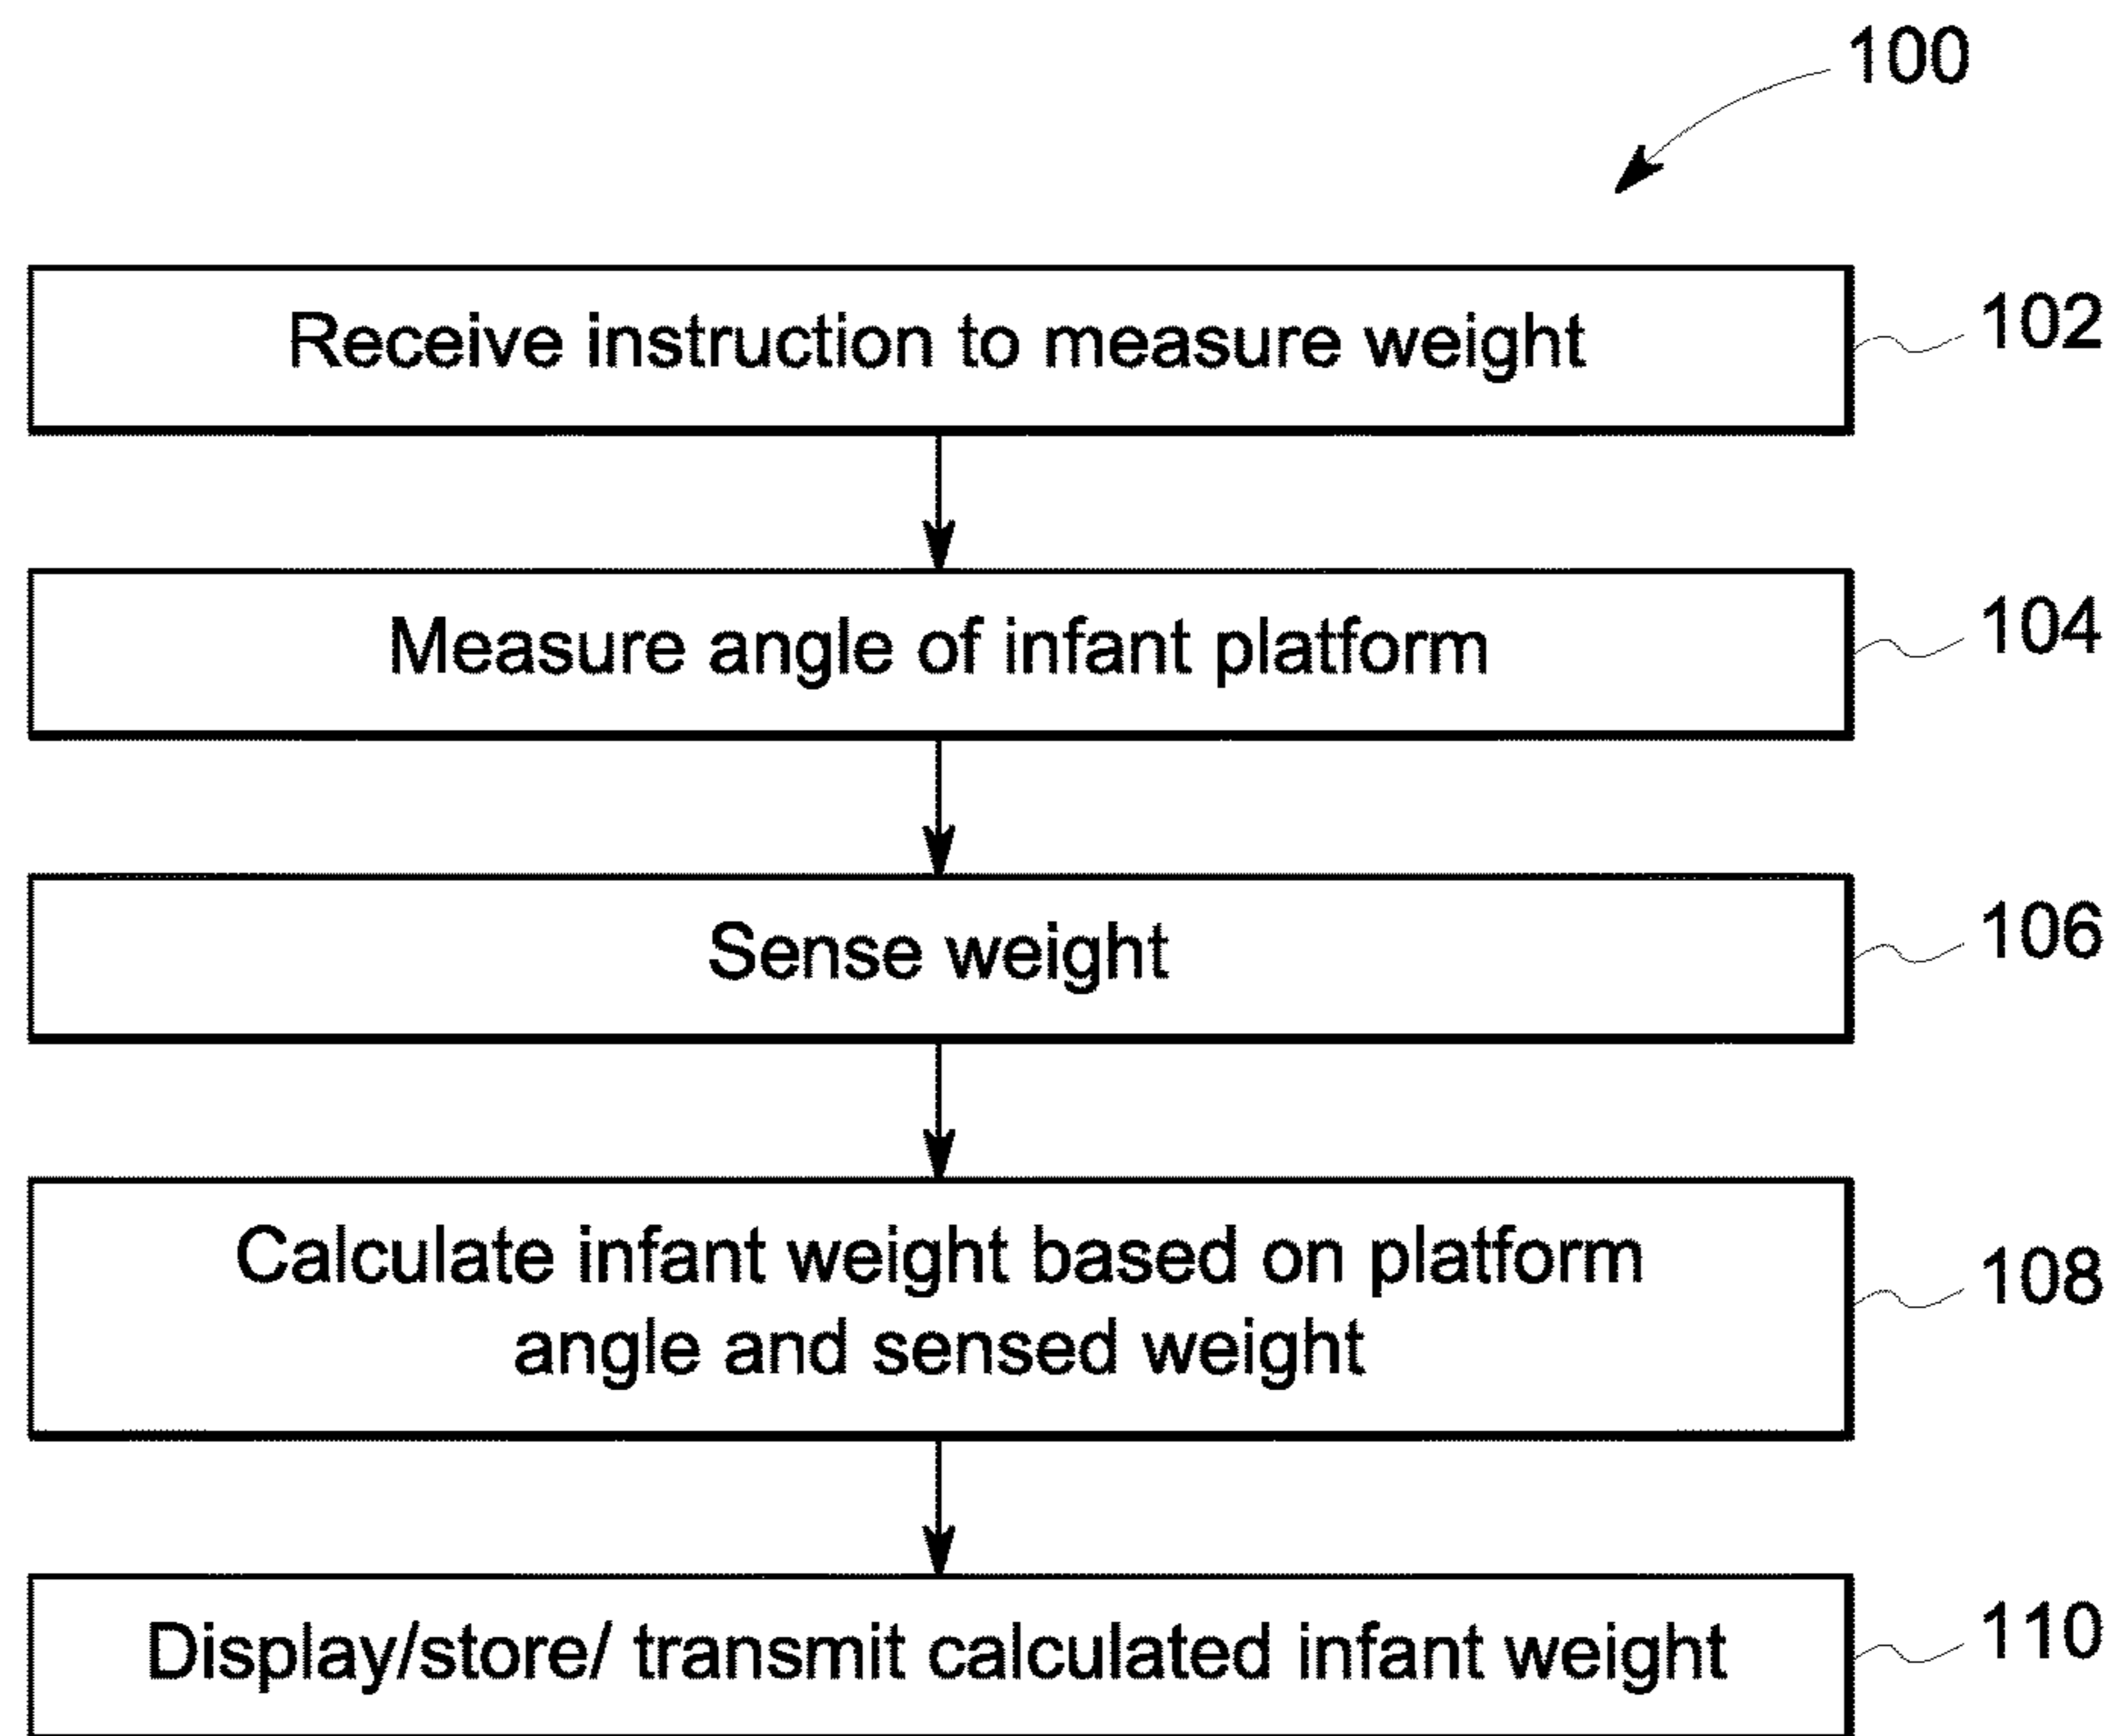 100
Receive instruction to measure weight
102
Measure angle of infant platform
104
Sense weight
106
Calculate infant weight based on platform
angle and sensed weight
108
Display/store/ transmit calculated infant weight
110